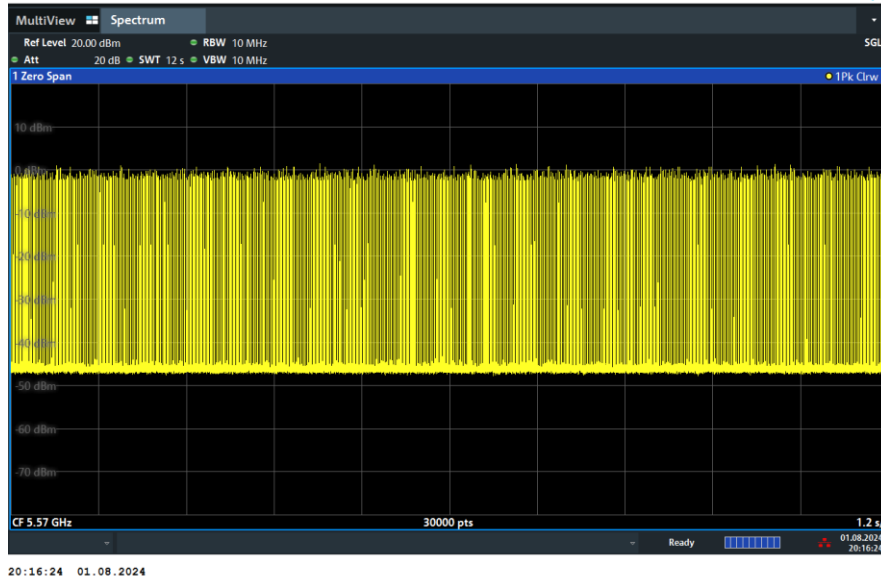 MultiView Spectrum
Ref Level 20.00 dBm RBW 10 MHz SGL
Att 20 dB SWT 12 s VBW 10 MHz
1 Zero Span 1Pk Clrw
10 dBm
0 dBm
-10 dBm
-20 dBm
-30 dBm
-40 dBm
-50 dBm
-60 dBm
-70 dBm
CF 5.57 GHz 30000 pts 1.2 s/
Ready 01.08.2024
20:16:24
20:16:24 01.08.2024